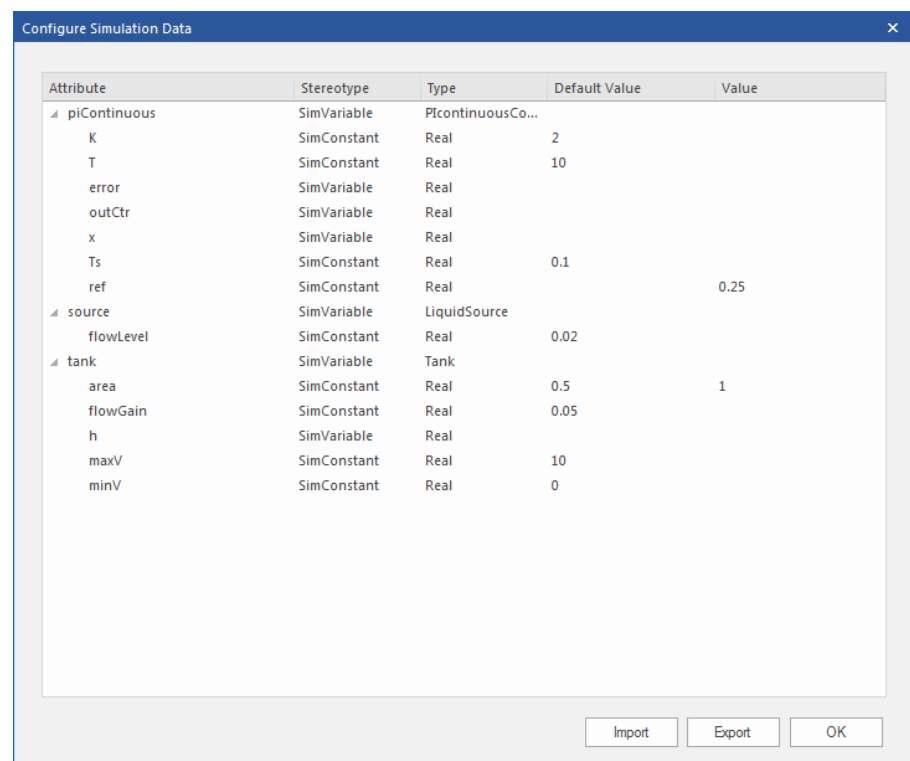 Configure Simulation Data
Attribute Stereotype Type Default Value Value
piContinuous SimVariable PIcontinuousCo...
K SimConstant Real 2
T SimConstant Real 10
error SimVariable Real
outCtr SimVariable Real
x SimVariable Real
Ts SimConstant Real 0.1
ref SimConstant Real 0.25
source SimVariable LiquidSource
flowLevel SimConstant Real 0.02
tank SimVariable Tank
area SimConstant Real 0.5 1
flowGain SimConstant Real 0.05
h SimVariable Real
maxV SimConstant Real 10
minV SimConstant Real 0
Import Export OK